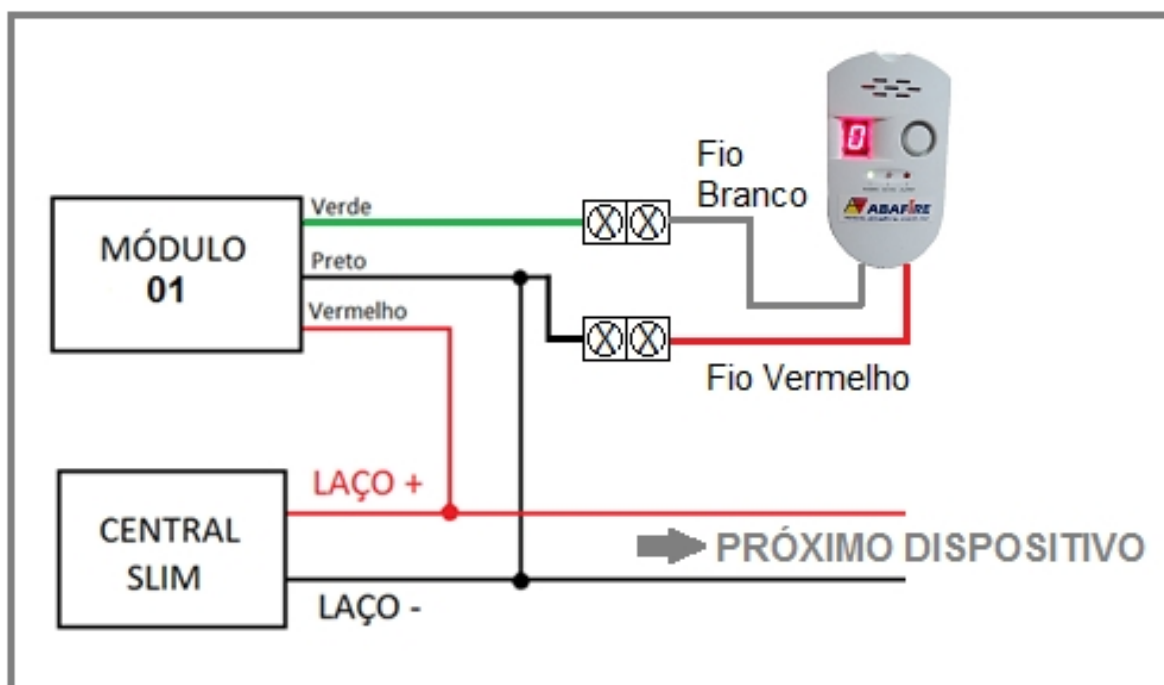 Fio
Branco
0
ABAFIRE
Verde
MÓDULO
01
Preto
Vermelho
Fio Vermelho
LAÇO +
CENTRAL
SLIM
PRÓXIMO DISPOSITIVO
LAÇO -